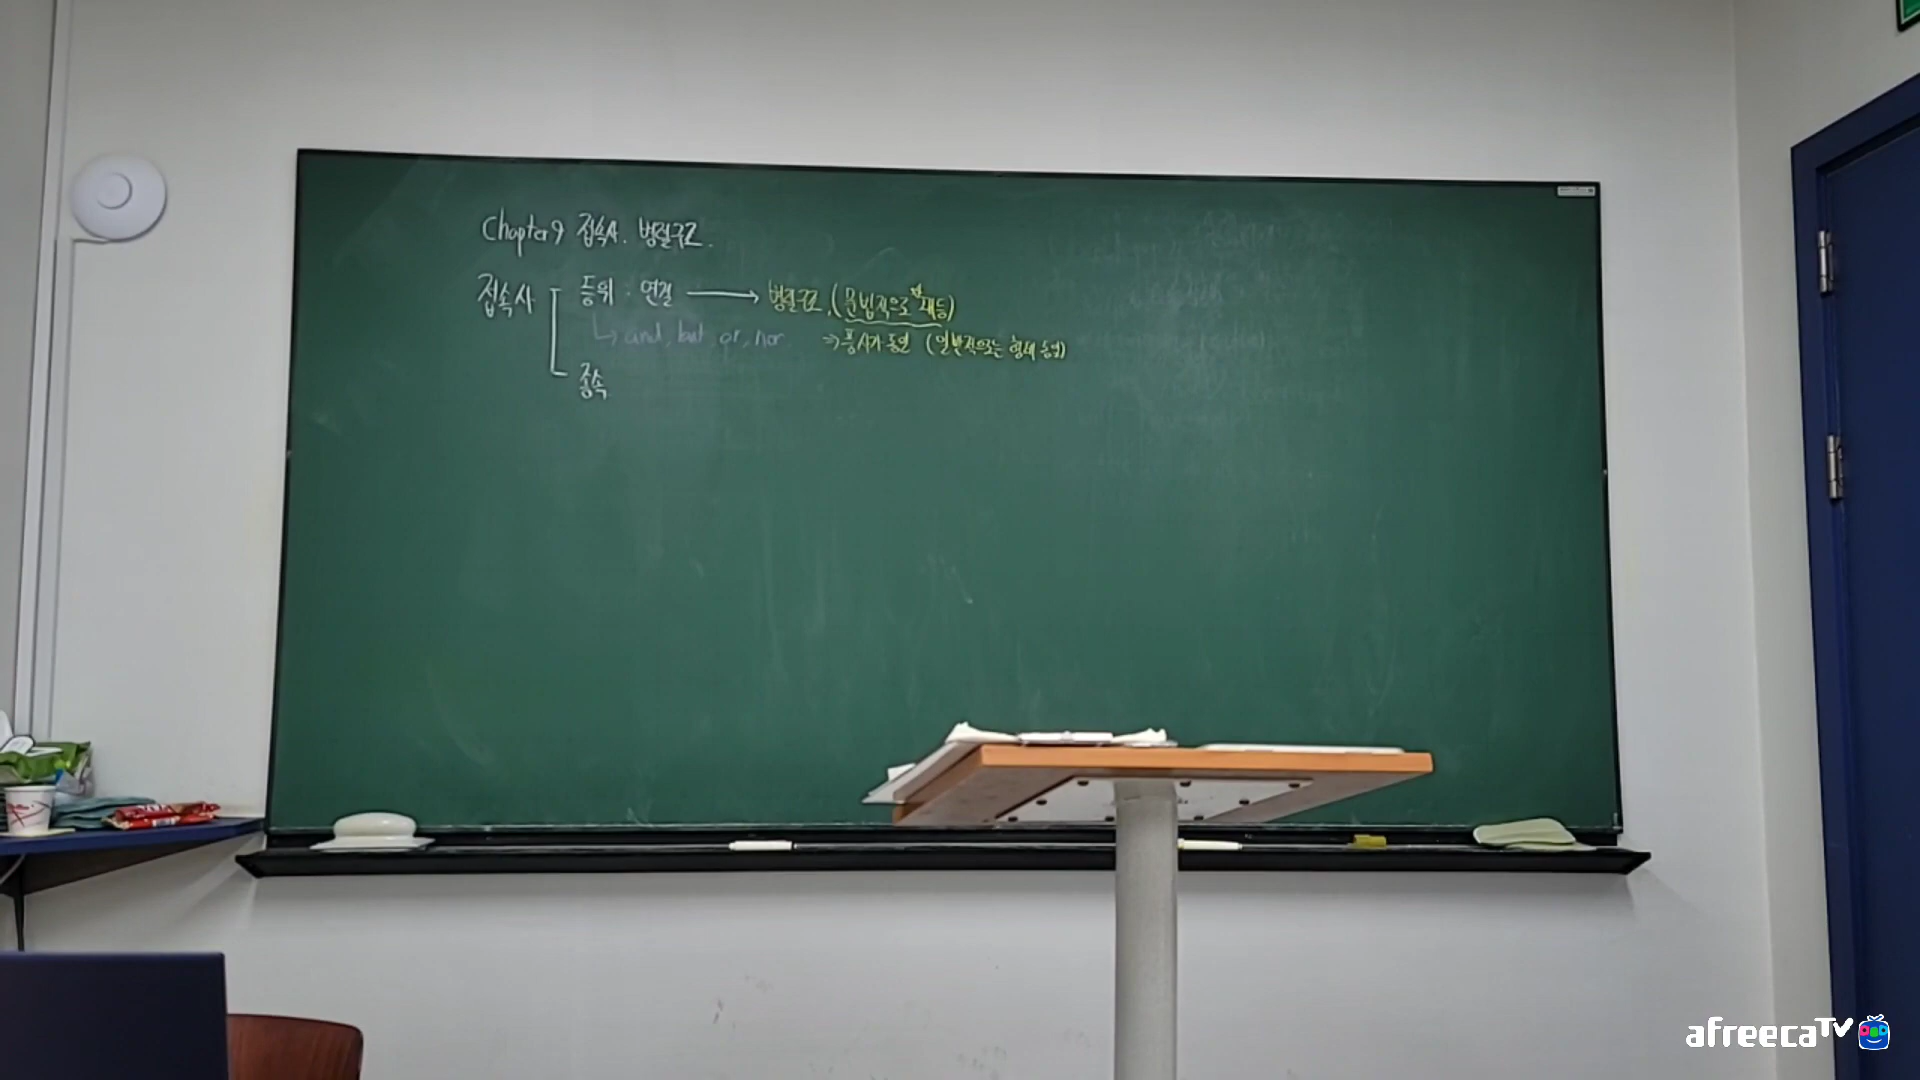 Chapter 9 접속사. 병렬구조.
접속사 등위 : 연결 → 병렬구조. (문법적으로 대등)
↳ and, but or, nor. ⇒ 품사가 동일 (일반적으로는 형태 동일)
종속
afreecaTV